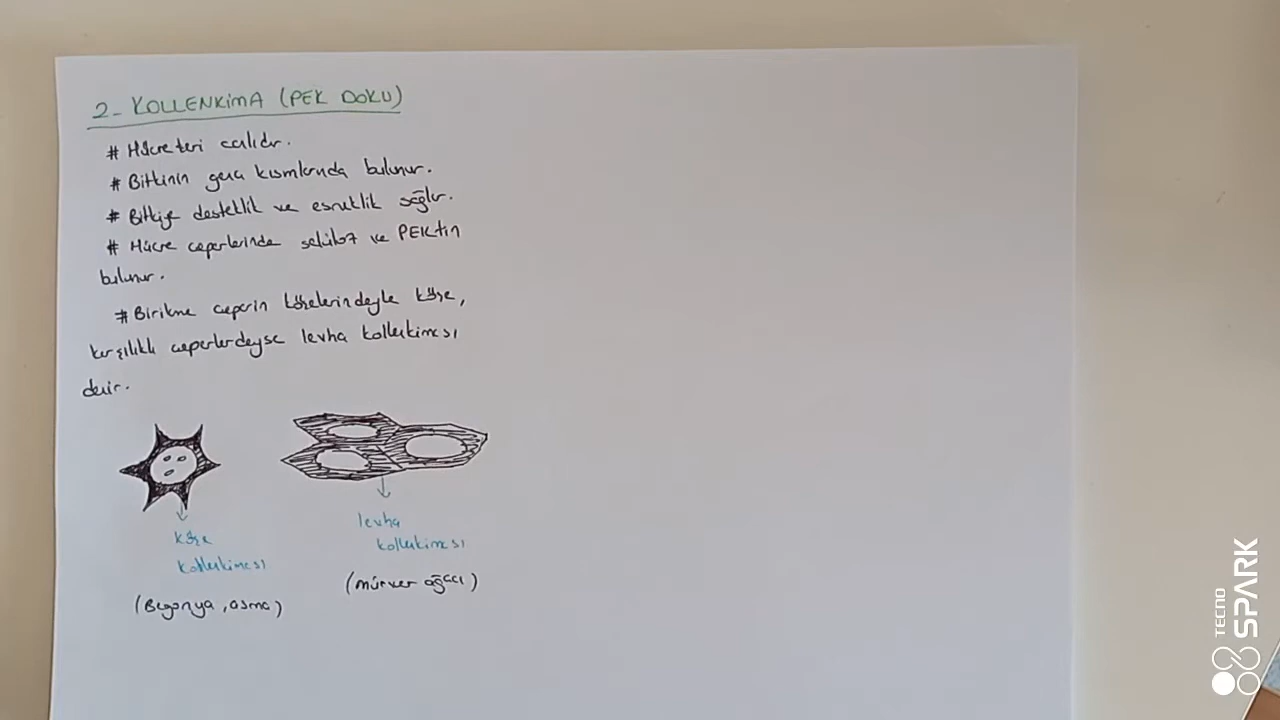 2- KOLLENKİMA (PEK DOKU)
# Hücreleri canlıdır.
# Bitkinin genç kısımlarında bulunur.
# Bitkiye desteklik ve esneklik sağlar.
# Hücre çeperlerinde selüloz ve PEKtin
bulunur.
# Birikme çeperin köşelerindeyse köşe,
karşılıklı çeperlerdeyse levha kollenkiması
denir.
köşe
kollenkiması
(Begonya, asma)
levha
kollenkiması
(mürver ağacı)
TECNO
SPARK